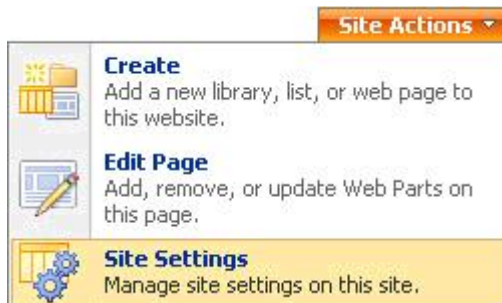 Site Actions
Create
Add a new library, list, or web page to
this website.
Edit Page
Add, remove, or update Web Parts on
this page.
Site Settings
Manage site settings on this site.